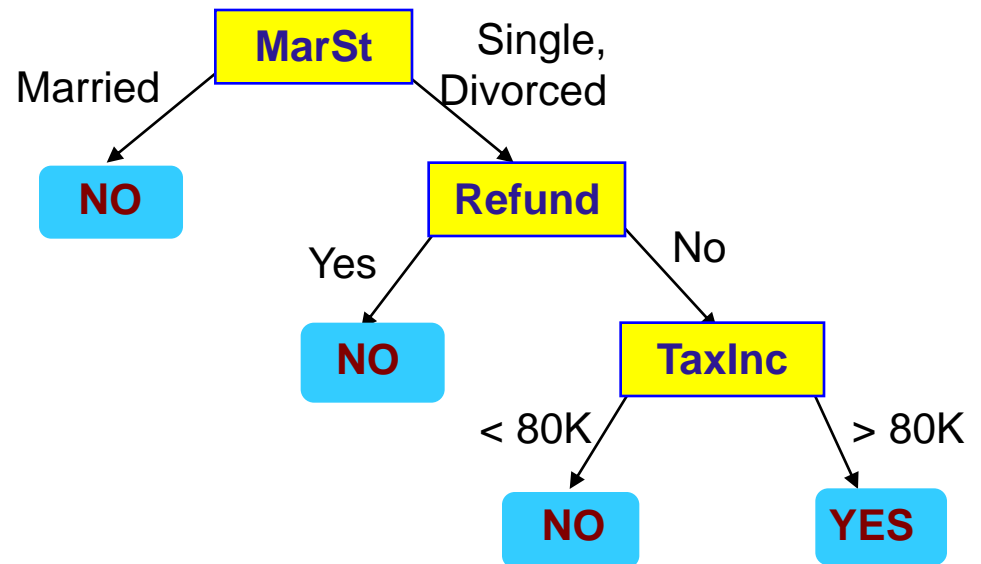 MarSt
Single,
Divorced
Married
NO
Refund
Yes
No
NO
TaxInc
< 80K
> 80K
NO
YES